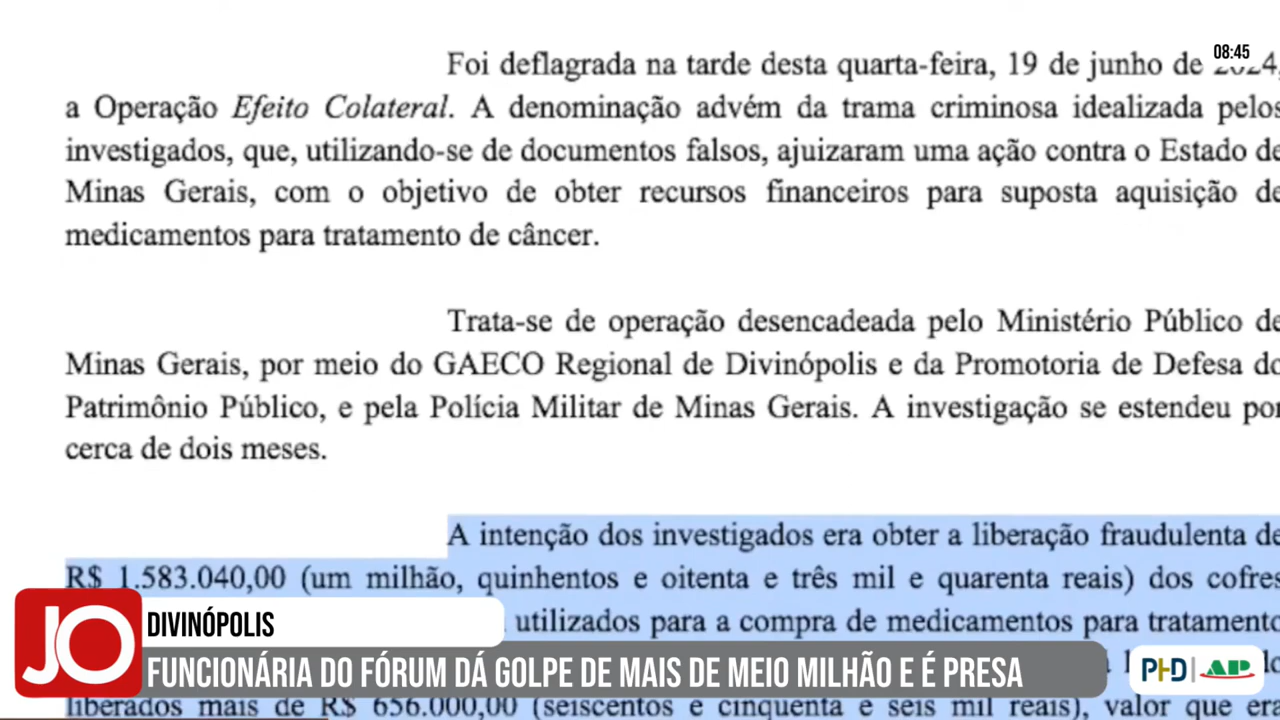 08:45
Foi deflagrada na tarde desta quarta-feira, 19 de junho de 2024,
a Operação Efeito Colateral. A denominação advém da trama criminosa idealizada pelos
investigados, que, utilizando-se de documentos falsos, ajuizaram uma ação contra o Estado de
Minas Gerais, com o objetivo de obter recursos financeiros para suposta aquisição de
medicamentos para tratamento de câncer.
Trata-se de operação desencadeada pelo Ministério Público de
Minas Gerais, por meio do GAECO Regional de Divinópolis e da Promotoria de Defesa do
Patrimônio Público, e pela Polícia Militar de Minas Gerais. A investigação se estendeu por
cerca de dois meses.
A intenção dos investigados era obter a liberação fraudulenta de
R$ 1.583.040,00 (um milhão, quinhentos e oitenta e três mil e quarenta reais) dos cofres
utilizados para a compra de medicamentos para tratamento
liberados mais de R$ 656.000,00 (seiscentos e cinquenta e seis mil reais), valor que era
JO
DIVINÓPOLIS
FUNCIONÁRIA DO FÓRUM DÁ GOLPE DE MAIS DE MEIO MILHÃO E É PRESA
PHD AP